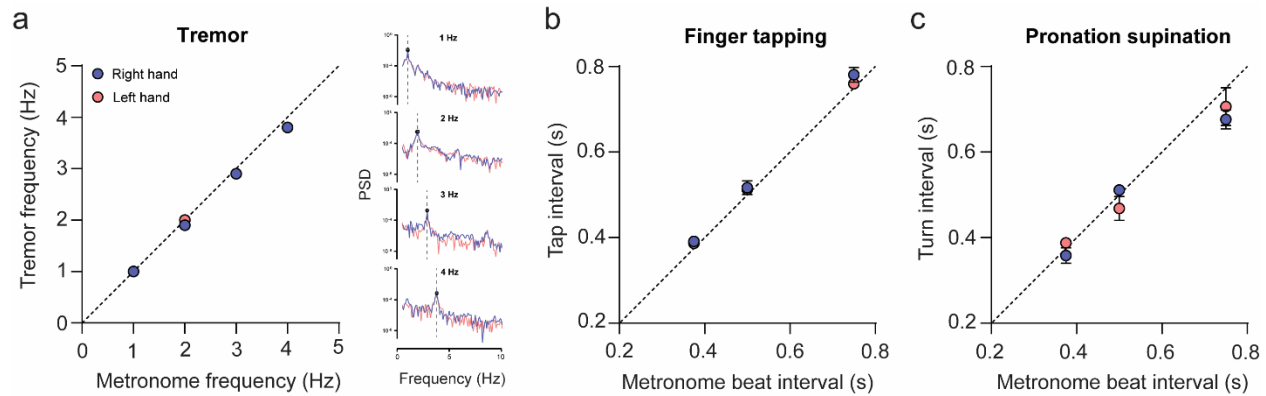 a
Tremor
Tremor frequency (Hz)
5
4
3
2
1
0
Right hand
Left hand
0 1 2 3 4 5
Metronome frequency (Hz)
PSD
1 Hz
2 Hz
3 Hz
4 Hz
0 5 10
Frequency (Hz)
b
Finger tapping
Tap interval (s)
0.8
0.6
0.4
0.2
0.2 0.4 0.6 0.8
Metronome beat interval (s)
c
Pronation supination
Turn interval (s)
0.8
0.6
0.4
0.2
0.2 0.4 0.6 0.8
Metronome beat interval (s)